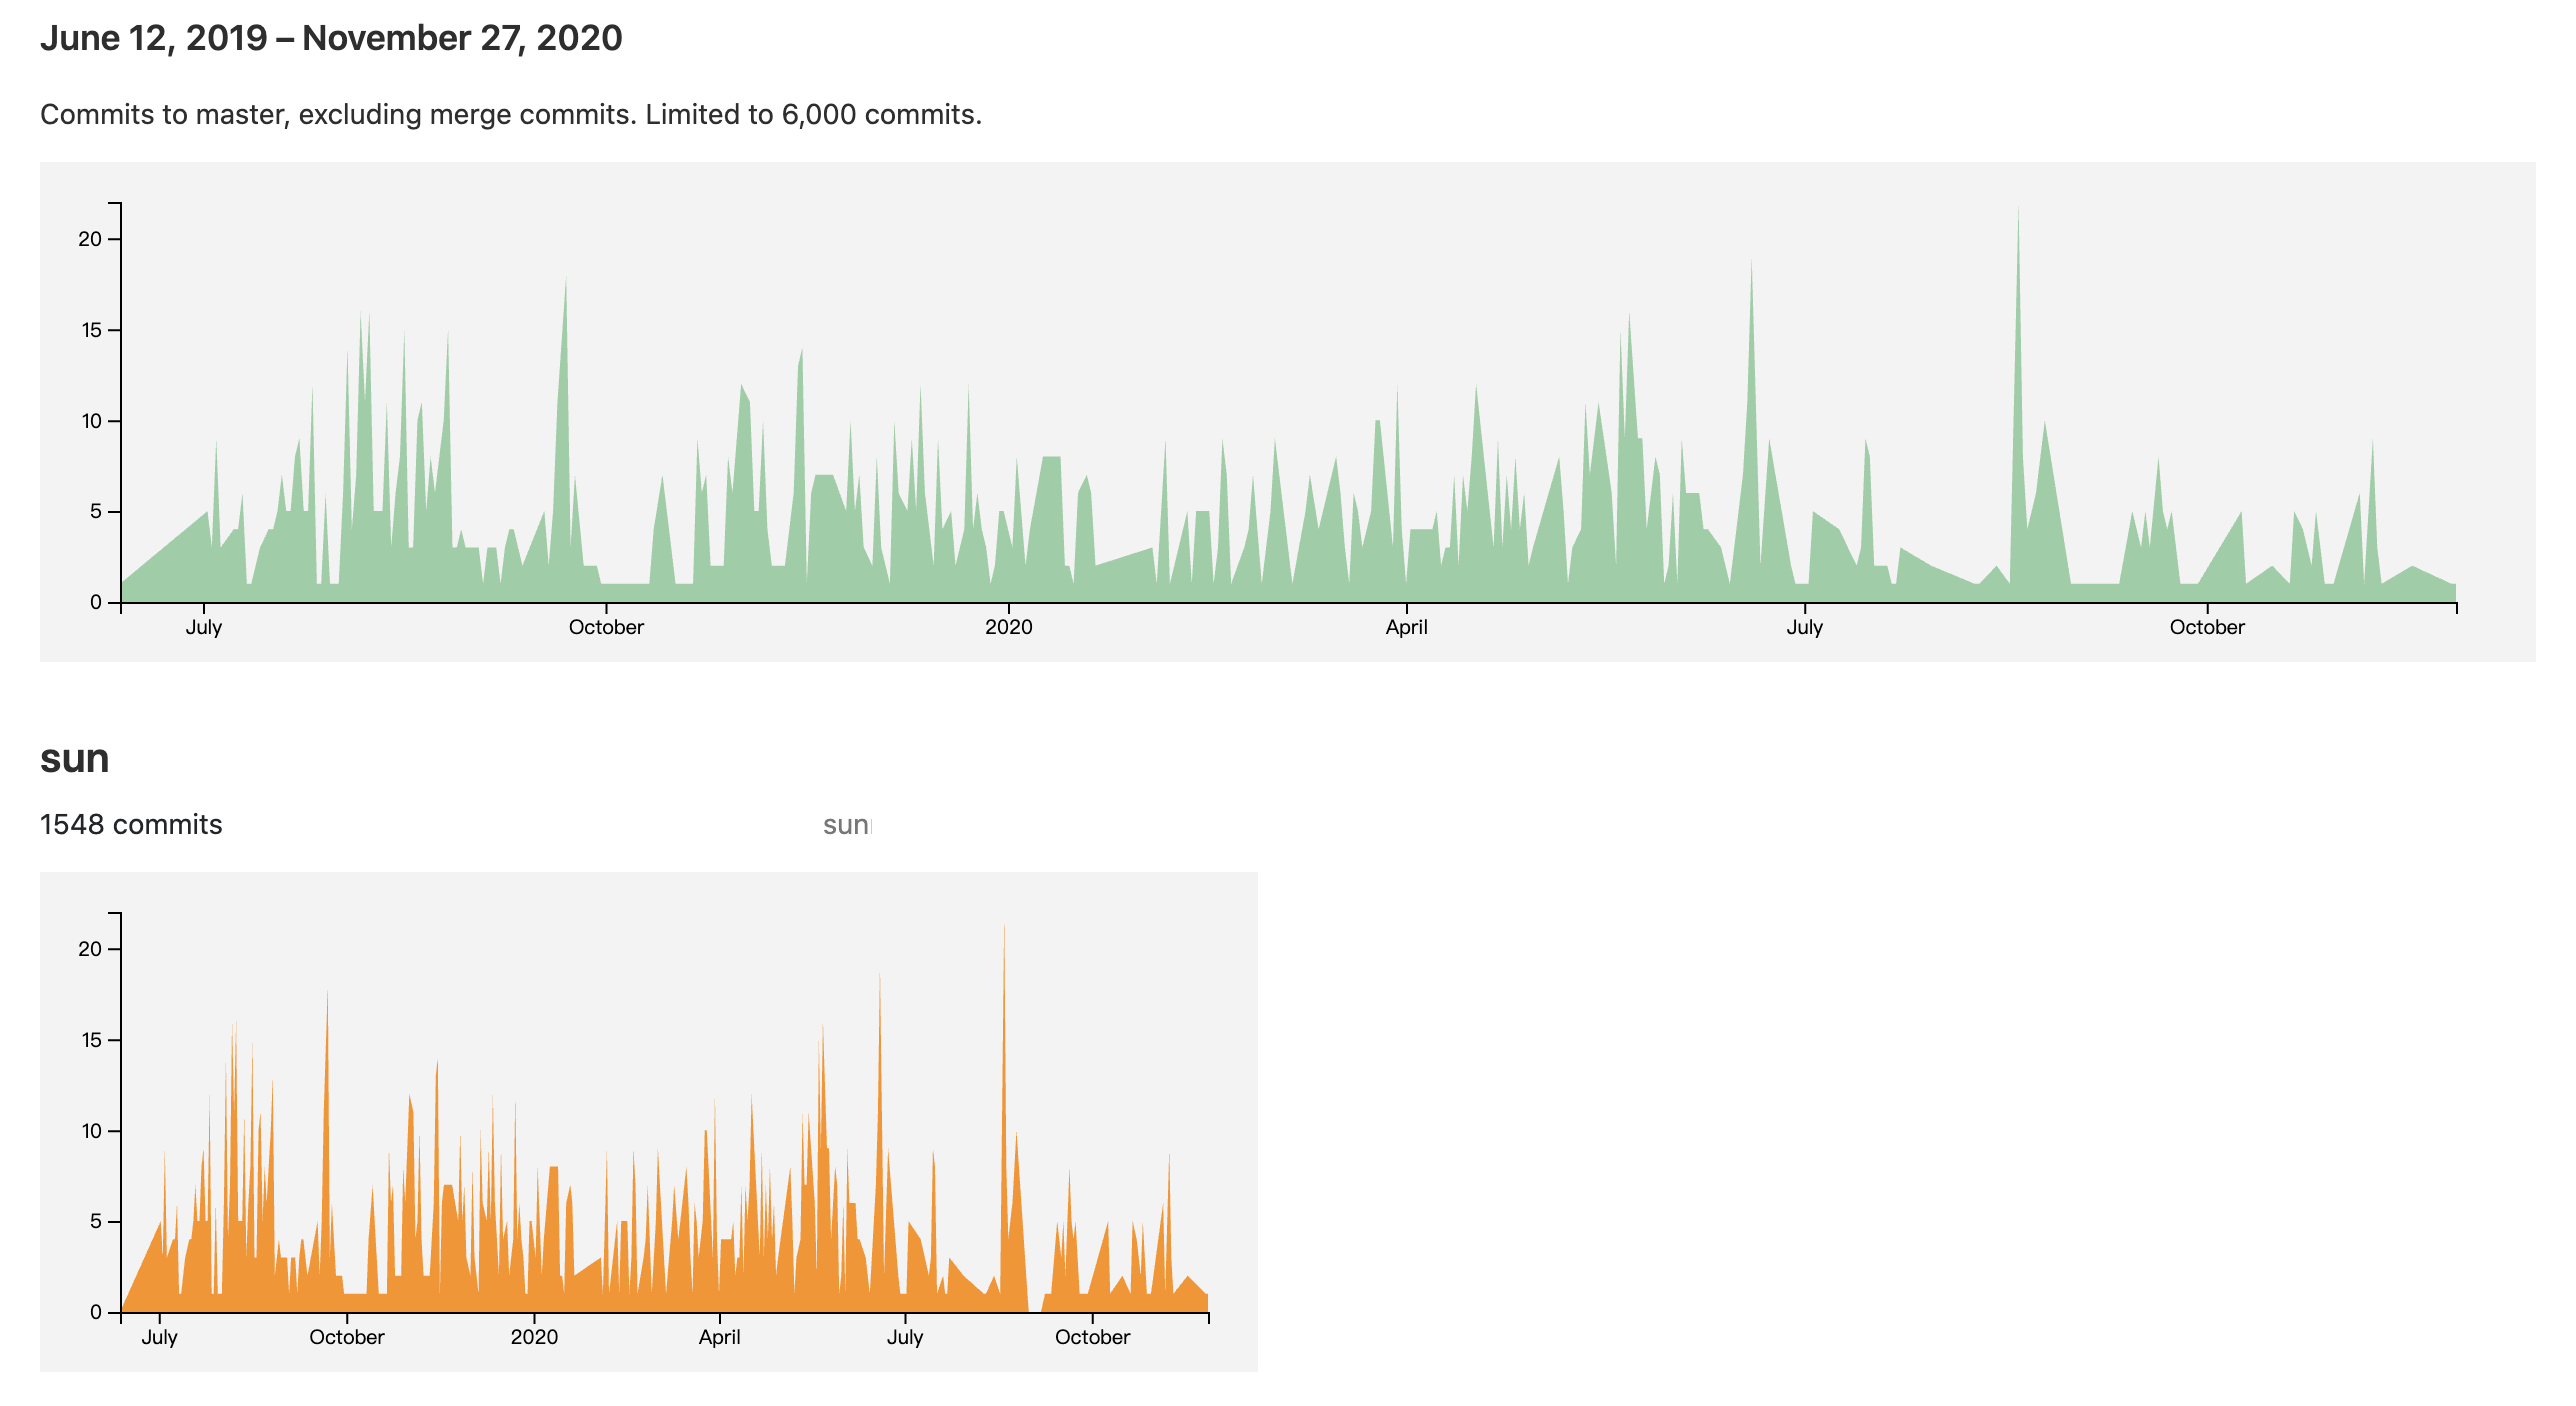 June 12, 2019 – November 27, 2020
Commits to master, excluding merge commits. Limited to 6,000 commits.
20
15
10
5
0
July October 2020 April July October
sun
1548 commits sun
20
15
10
5
0
July October 2020 April July October